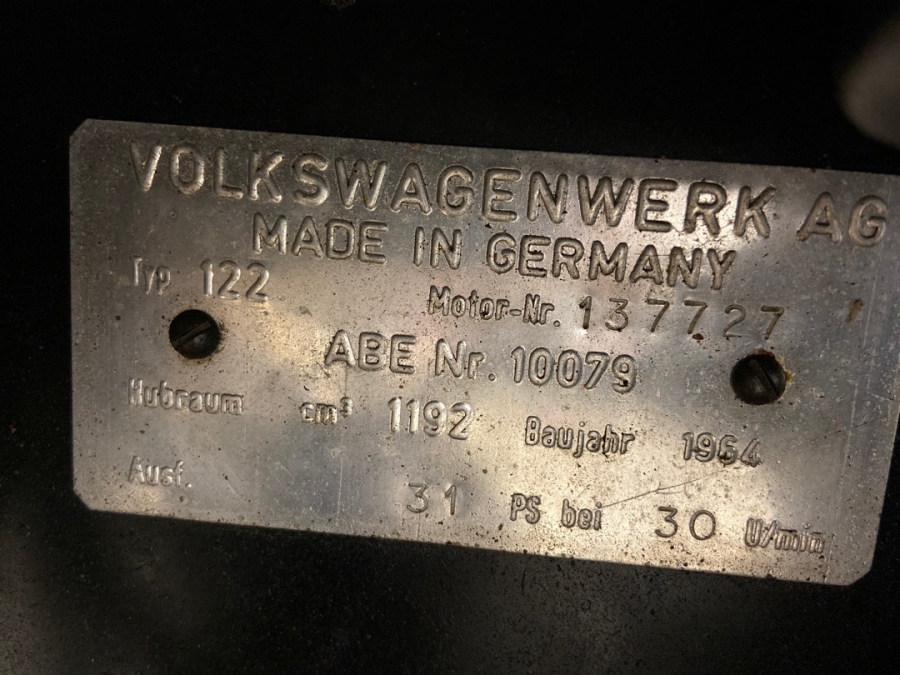 VOLKSWAGENWERK AG
MADE IN GERMANY
Typ 122 Motor-Nr. 137727
ABE Nr. 10079
Hubraum cm³ 1192 Baujahr 1964
Ausf. 31 PS bei 30 U/min